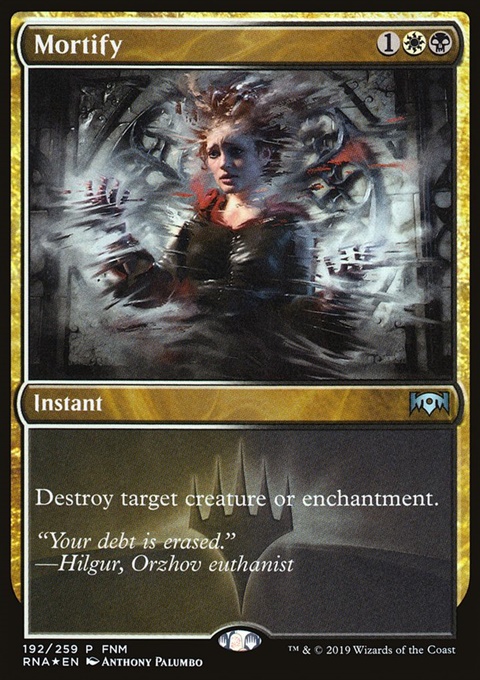 Mortify 1
Instant
Destroy target creature or enchantment.
“Your debt is erased.”
—Hilgur, Orzhov euthanist
192/259 P FNM
RNA★EN Anthony Palumbo
™ & © 2019 Wizards of the Coast